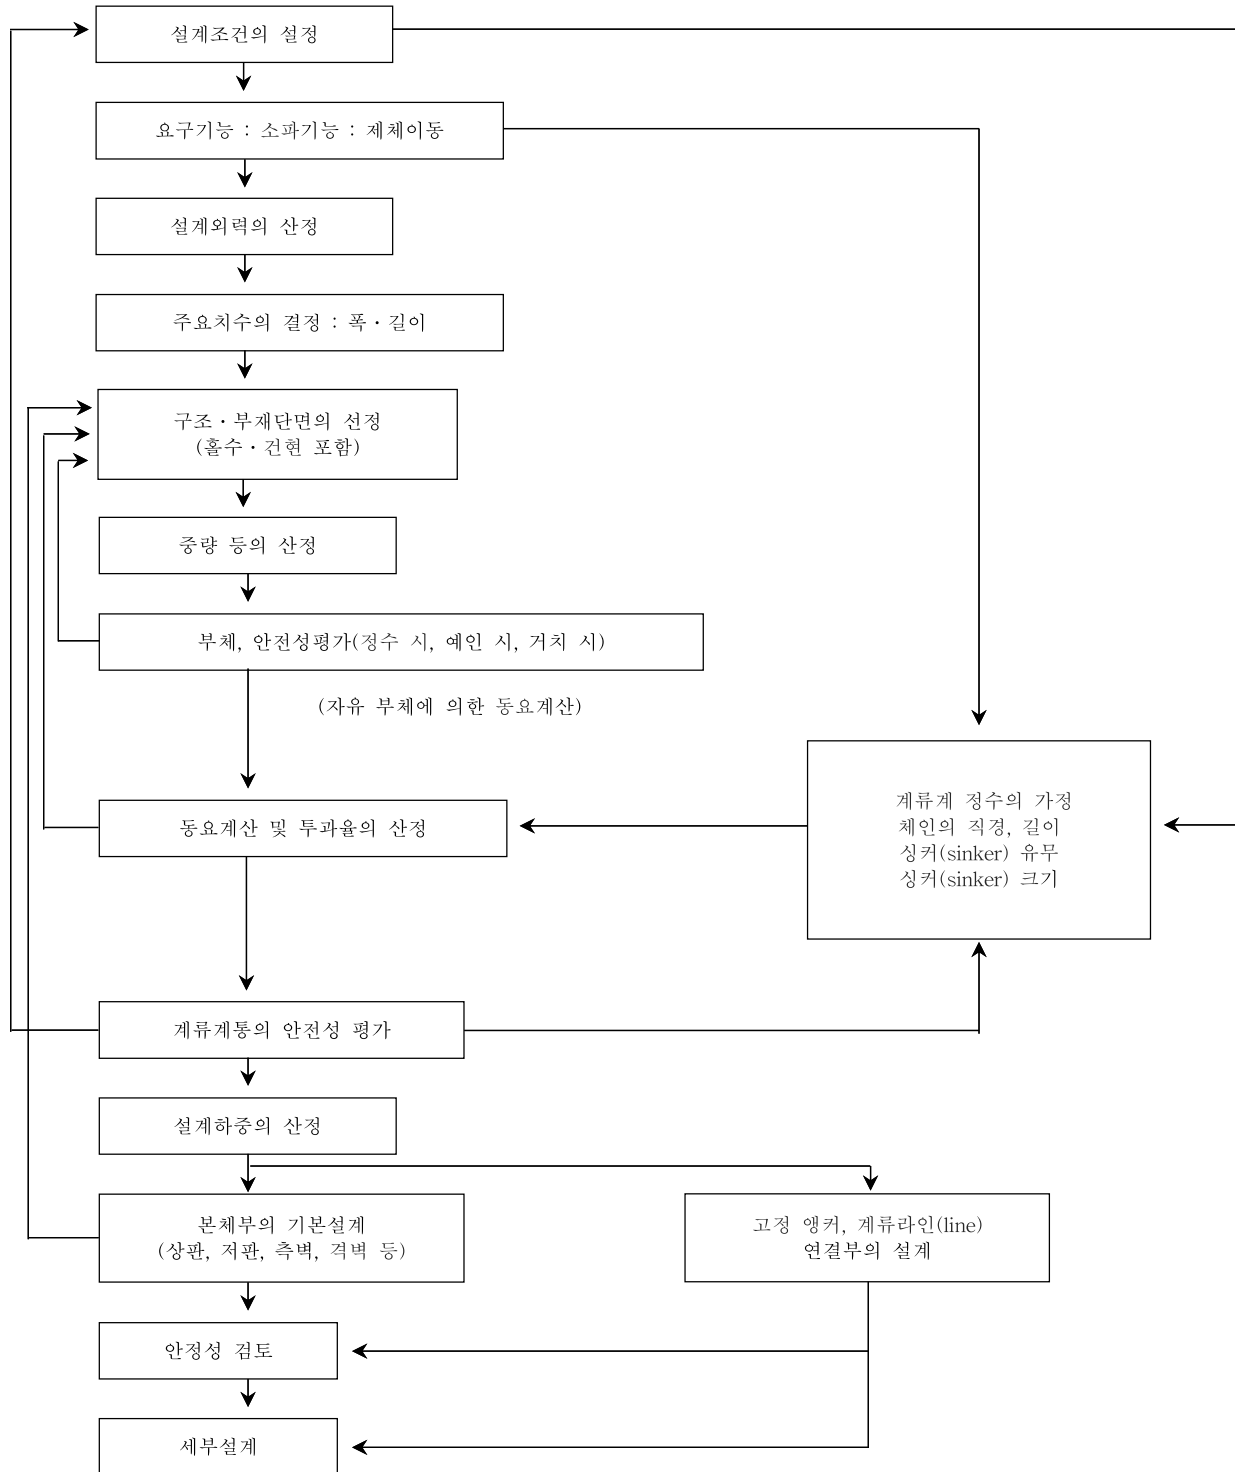 설계조건의 설정
요구기능 : 소파기능 : 제체이동
설계외력의 산정
주요치수의 결정 : 폭·길이
구조·부재단면의 선정
(흘수·건현 포함)
중량 등의 산정
부체, 안전성평가(정수 시, 예인 시, 거치 시)
(자유 부체에 의한 동요계산)
계류계 정수의 가정
체인의 직경, 길이
싱커(sinker) 유무
싱커(sinker) 크기
동요계산 및 투과율의 산정
계류계통의 안전성 평가
설계하중의 산정
본체부의 기본설계
(상판, 저판, 측벽, 격벽 등)
고정 앵커, 계류라인(line)
연결부의 설계
안정성 검토
세부설계